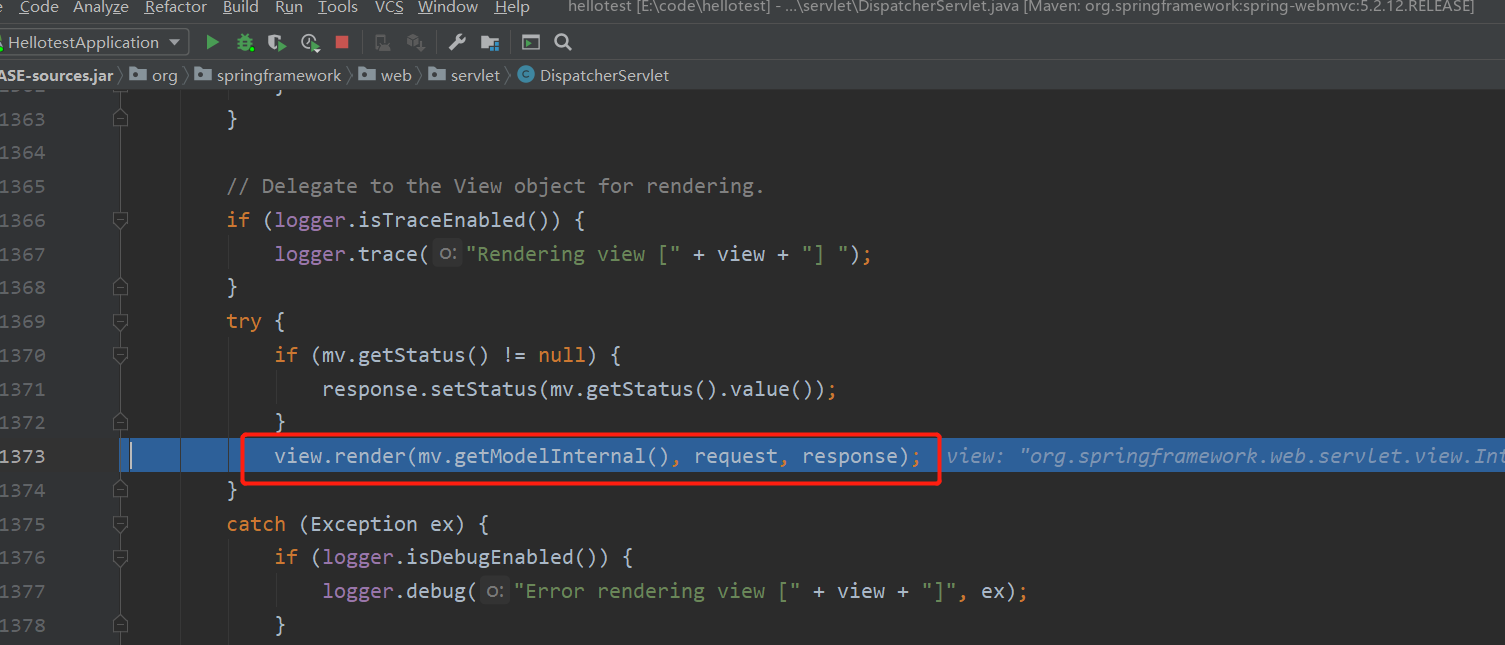 Code Analyze Refactor Build Run Tools VCS Window Help hellotest [E:\code\hellotest] - ...\servlet\DispatcherServlet.java [Maven: org.springframework:spring-webmvc:5.2.12.RELEASE]
HellotestApplication
ASE-sources.jar org springframework web servlet DispatcherServlet
1363 }
1364
1365 // Delegate to the View object for rendering.
1366 if (logger.isTraceEnabled()) {
1367 logger.trace( o: "Rendering view [" + view + "] ");
1368 }
1369 try {
1370 if (mv.getStatus() != null) {
1371 response.setStatus(mv.getStatus().value());
1372 }
1373 view.render(mv.getModelInternal(), request, response); view: "org.springframework.web.servlet.view.Int
1374 }
1375 catch (Exception ex) {
1376 if (logger.isDebugEnabled()) {
1377 logger.debug( o: "Error rendering view [" + view + "]", ex);
1378 }